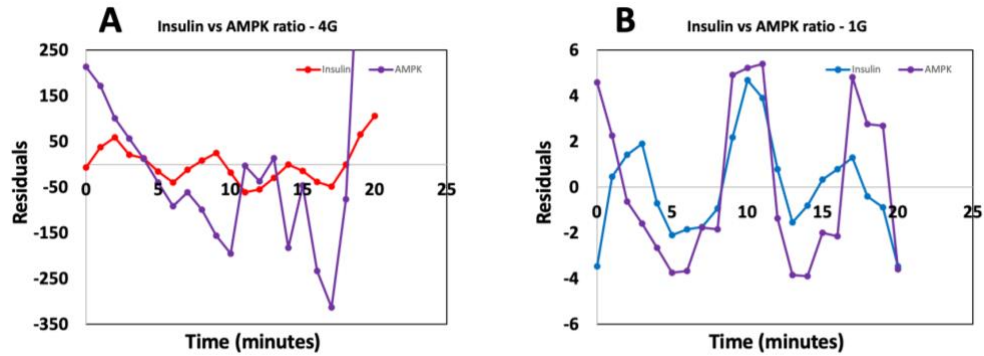 A
Insulin vs AMPK ratio - 4G
250
150
50
-50
-150
-250
-350
Residuals
Insulin
AMPK
0
5
10
15
20
25
Time (minutes)
B
Insulin vs AMPK ratio - 1G
6
4
2
0
-2
-4
-6
Residuals
Insulin
AMPK
0
5
10
15
20
25
Time (minutes)